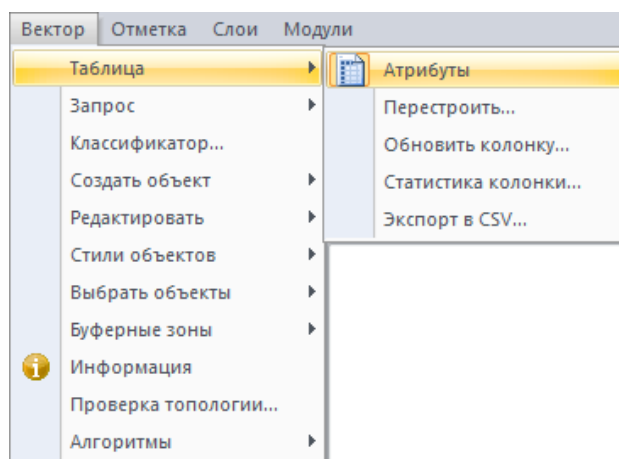 Вектор Отметка Слои Модули
Таблица
Запрос
Классификатор...
Создать объект
Редактировать
Стили объектов
Выбрать объекты
Буферные зоны
Информация
Проверка топологии...
Алгоритмы
Атрибуты
Перестроить...
Обновить колонку...
Статистика колонки...
Экспорт в CSV...